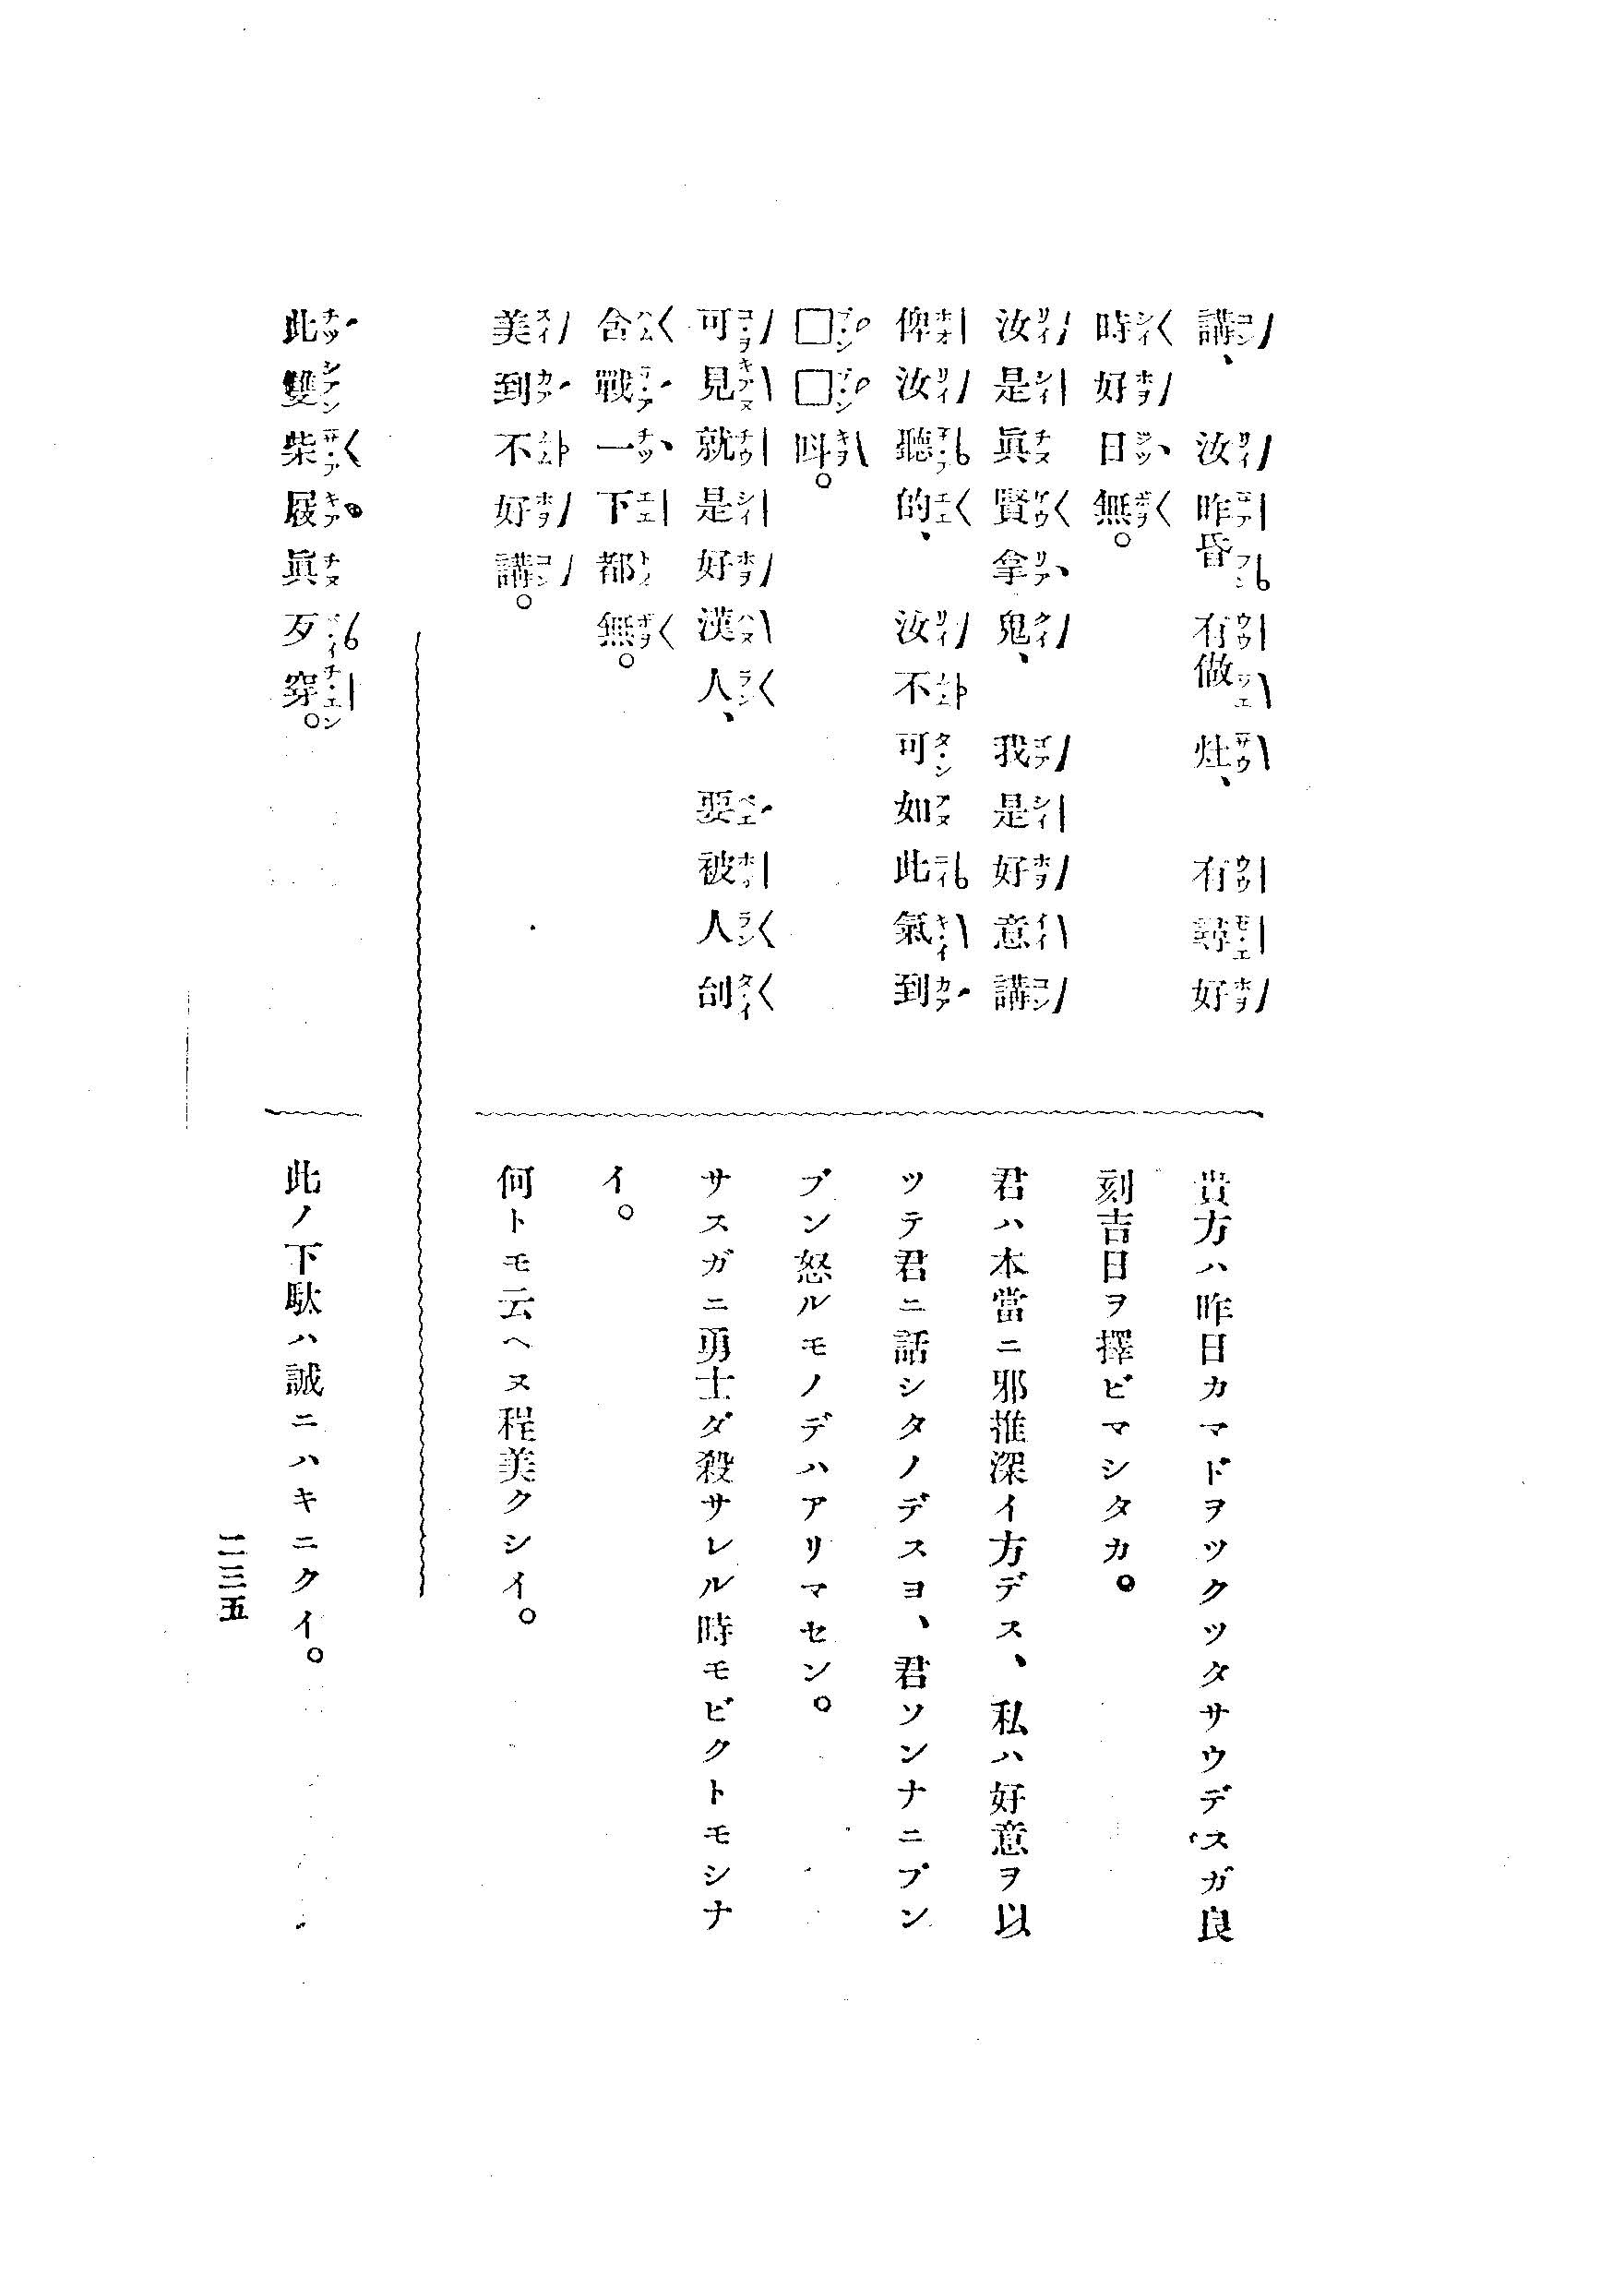 講、汝昨昏有做灶、有尋好
時好日無。
汝是眞賢拿鬼、我是好意講
俾汝聽的、汝不可如此氣到
□□叫。
可見就是好漢人、要被人刣
含戰一下都無。
美到不好講。
此雙柴屐眞歹穿。
貴方ハ昨日カマドヲツクツタサウデスガ良
刻吉日ヲ擇ビマシタカ。
君ハ本當ニ邪推深イ方デス、私ハ好意ヲ以
ツテ君ニ話シタノデスヨ、君ソンナニプン
プン怒ルモノデハアリマセン。
サスガニ勇士ダ殺サレル時モビクトモシナ
イ。
何トモ云ヘヌ程美クシイ。
此ノ下駄ハ誠ニハキニクイ。
二三五